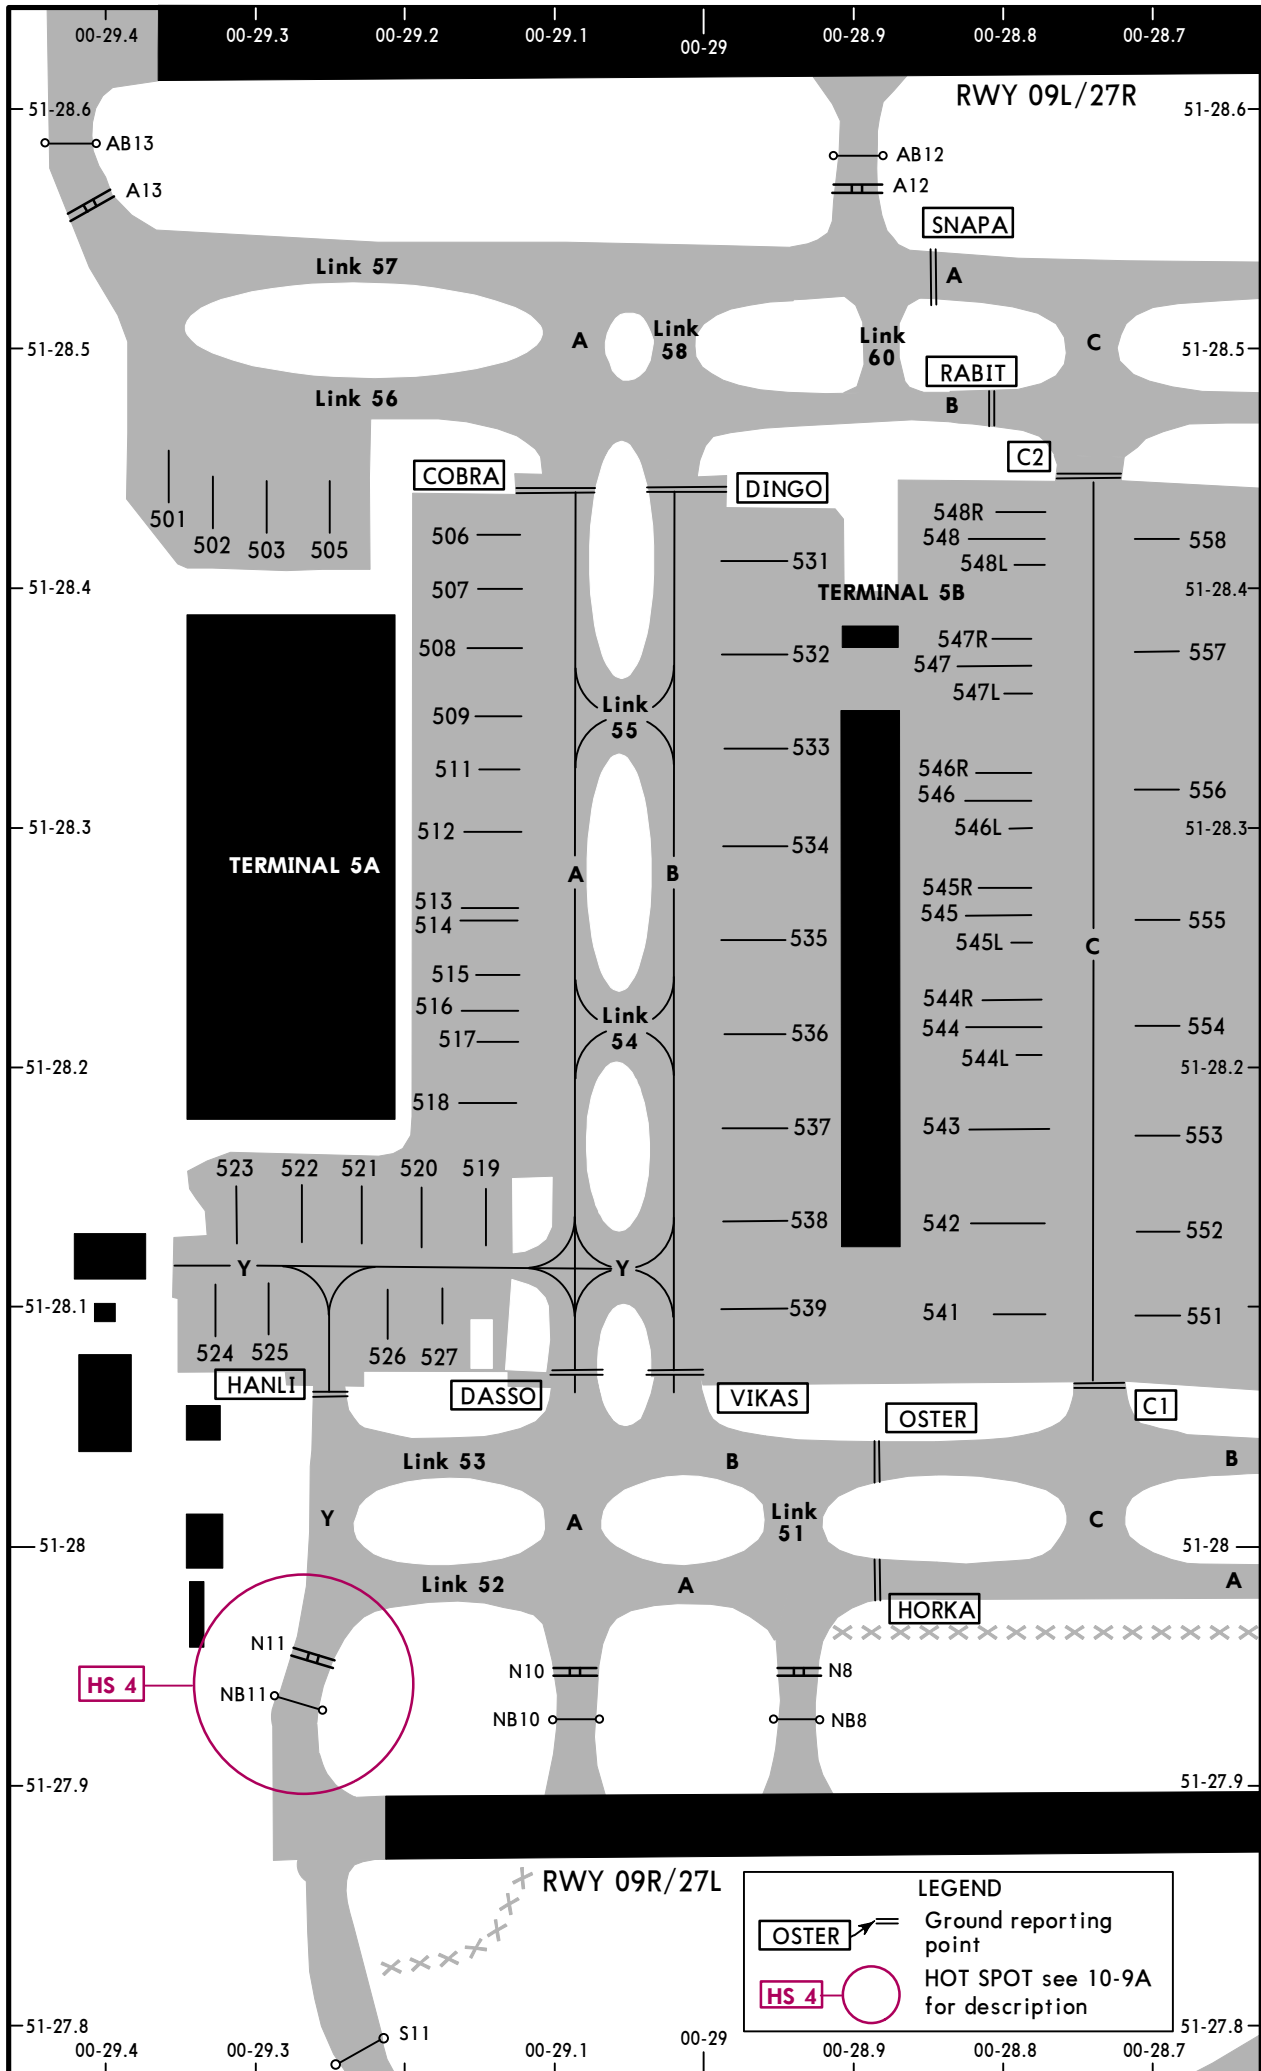 00-29.4 00-29.3 00-29.2 00-29.1 00-29 00-28.9 00-28.8 00-28.7
RWY 09L/27R
51-28.6 51-28.6
AB13 AB12
A13 A12
SNAPA
Link 57 A
A Link
58 Link
60 C
51-28.5 51-28.5
RABIT
Link 56 B
C2
COBRA DINGO
501 502 503 505
506
507
508
509
511
512
513
514
515
516
517
518
531
532
533
534
535
536
537
538
539
548R
548
548L
TERMINAL 5B
547R
547
547L
546R
546
546L
545R
545
545L
544R
544
544L
543
542
541
558
557
556
555
554
553
552
551
51-28.4 51-28.4
Link
55
51-28.3 51-28.3
TERMINAL 5A
A B
C
Link
54
51-28.2 51-28.2
523 522 521 520 519
Y Y
51-28.1
524 525 526 527
HANLI DASSO VIKAS C1
OSTER
Link 53 B B
Y A Link
51 C
51-28 51-28
Link 52 A A
HORKA
N11 N10 N8
HS 4
NB11 NB10 NB8
51-27.9 51-27.9
RWY 09R/27L
LEGEND
OSTER Ground reporting
point
HS 4 HOT SPOT see 10-9A
for description
S11
51-27.8 51-27.8
00-29.4 00-29.3 00-29.2 00-29.1 00-29 00-28.9 00-28.8 00-28.7